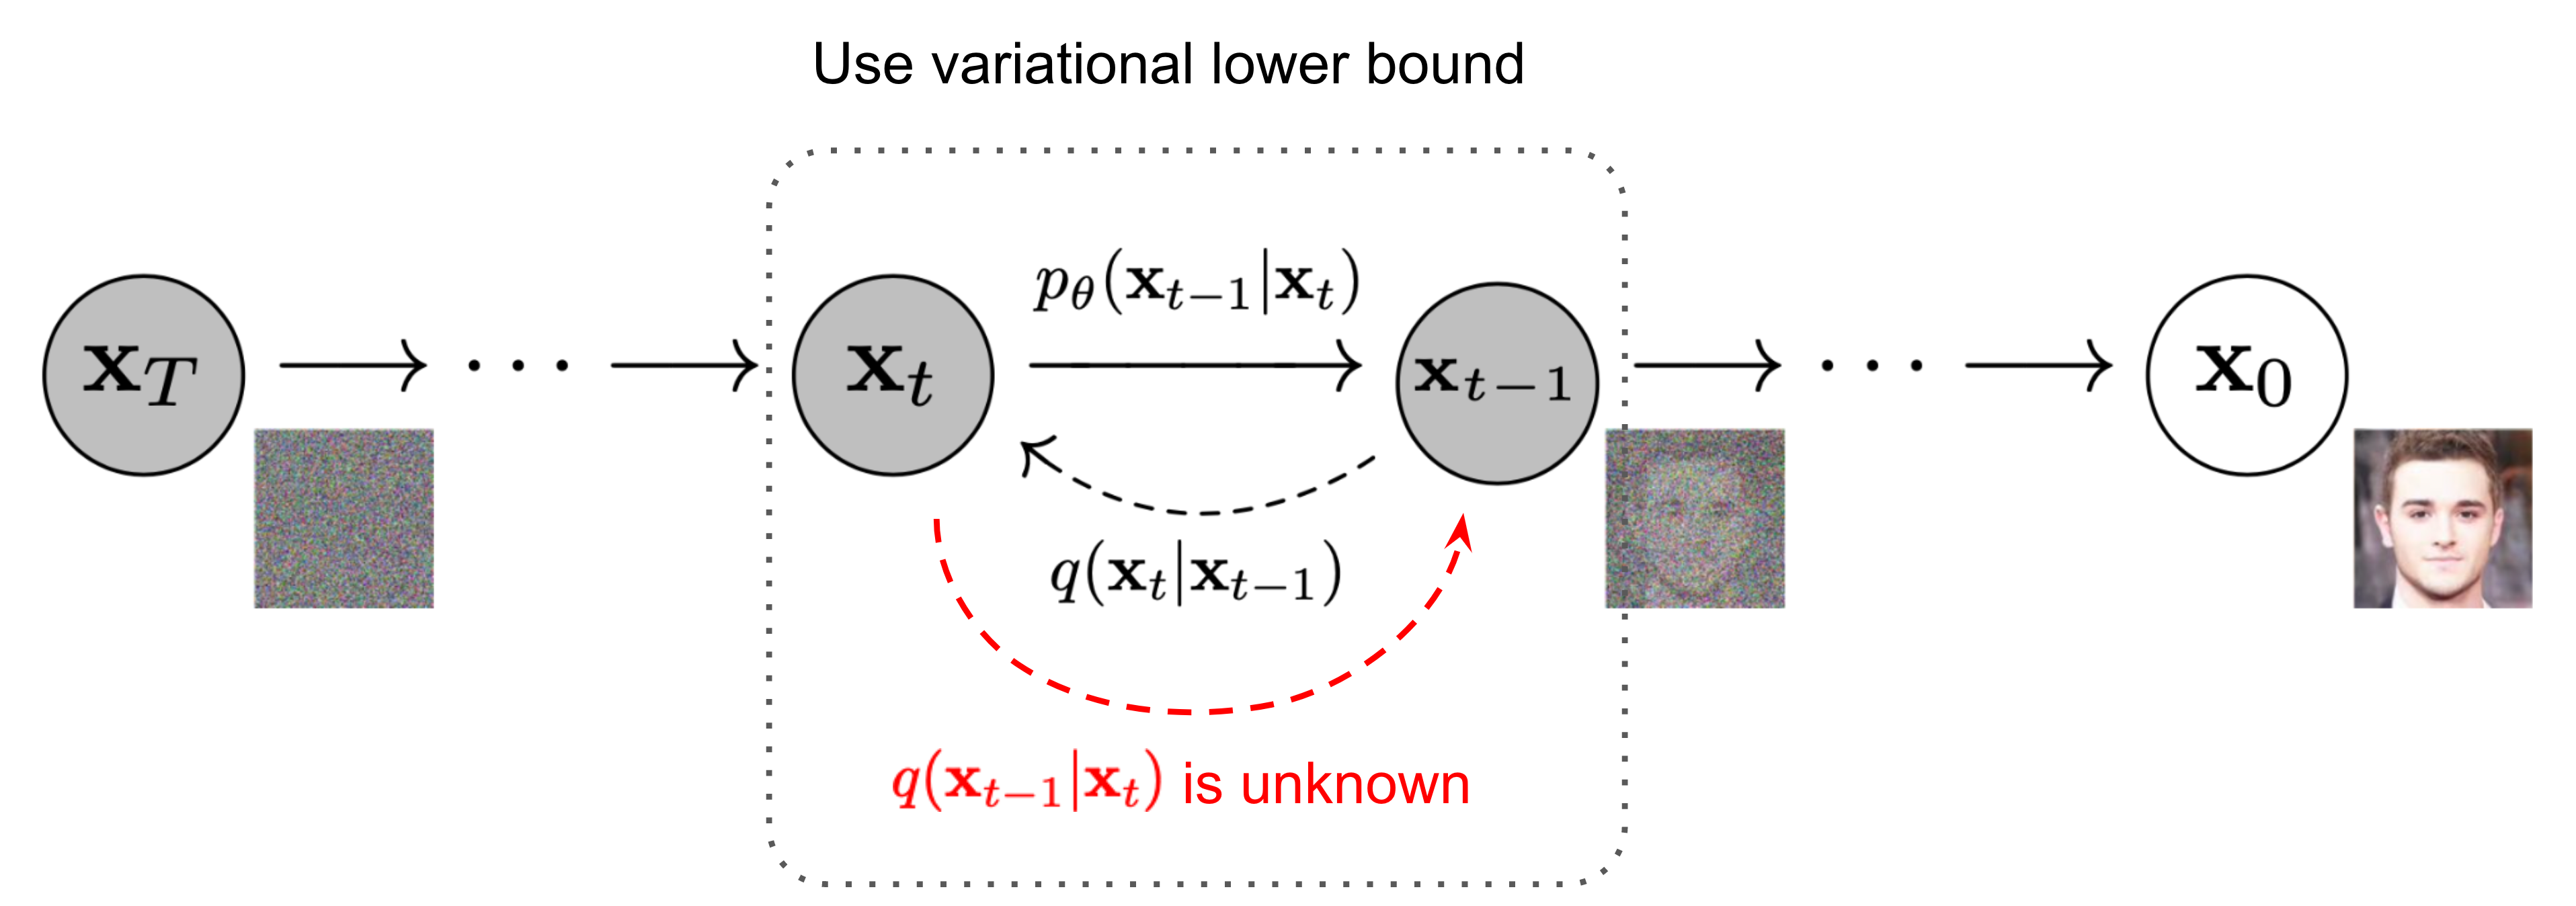 Use variational lower bound
x_T → ··· → x_t p_θ(x_{t−1}|x_t) x_{t−1} → ··· → x_0
q(x_t|x_{t−1})
q(x_{t−1}|x_t) is unknown